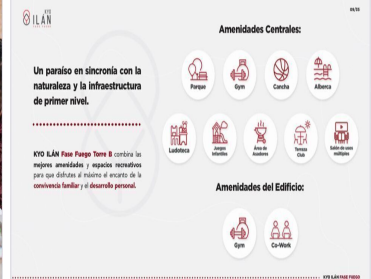 KYO
ILÁN
Amenidades Centrales:
Un paraíso en sincronía con la
naturaleza y la infraestructura
de primer nivel.
Parque
Gym
Cancha
Alberca
KYO ILÁN Fase Fuego Torre B combina las
mejores amenidades y espacios recreativos
para que disfrutes al máximo el encanto de la
convivencia familiar y el desarrollo personal.
Ludoteca
Juegos
Infantiles
Área de
Asadores
Terraza
Club
Salón de usos
múltiples
Amenidades del Edificio:
Gym
Co-Work
KYO ILÁN FASE FUEGO